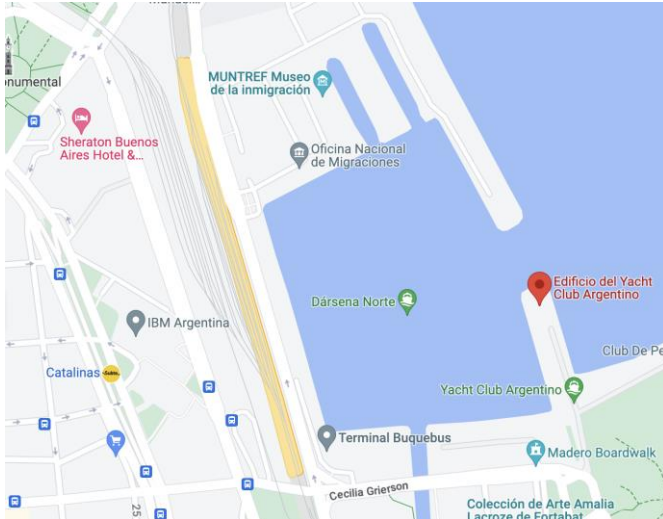 onumental
MUNTREF Museo
de la inmigración
Sheraton Buenos
Aires Hotel &...
Oficina Nacional
de Migraciones
Edificio del Yacht
Club Argentino
Dársena Norte
IBM Argentina
Club De Pe
Catalinas
Yacht Club Argentino
Terminal Buquebus
Madero Boardwalk
Cecilia Grierson
Colección de Arte Amalia
Lacroze de Fortabat
25